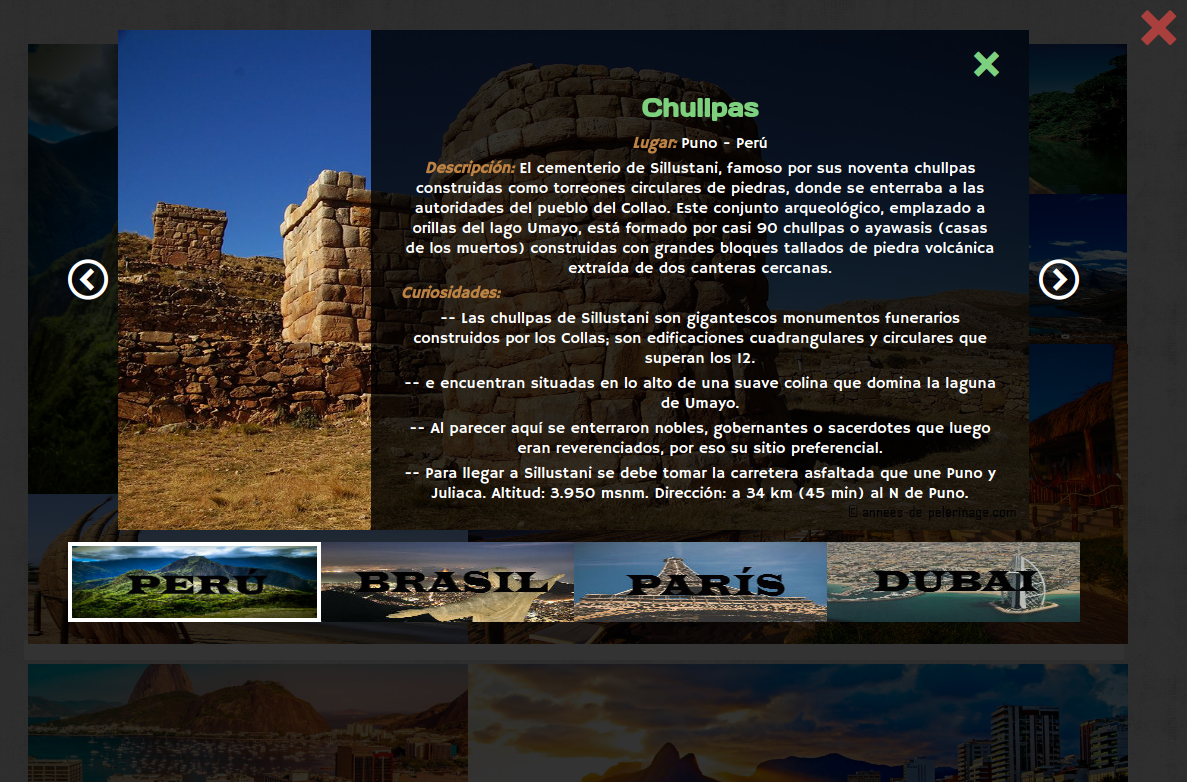 Chullpas
Lugar: Puno - Perú
Descripción: El cementerio de Sillustani, famoso por sus noventa chullpas
construidas como torreones circulares de piedras, donde se enterraba a las
autoridades del pueblo del Collao. Este conjunto arqueológico, emplazado a
orillas del lago Umayo, está formado por casi 90 chullpas o ayawasis (casas
de los muertos) construidas con grandes bloques tallados de piedra volcánica
extraída de dos canteras cercanas.
Curiosidades:
-- Las chullpas de Sillustani son gigantescos monumentos funerarios
construidos por los Collas; son edificaciones cuadrangulares y circulares que
superan los 12.
-- e encuentran situadas en lo alto de una suave colina que domina la laguna
de Umayo.
-- Al parecer aquí se enterraron nobles, gobernantes o sacerdotes que luego
eran reverenciados, por eso su sitio preferencial.
-- Para llegar a Sillustani se debe tomar la carretera asfaltada que une Puno y
Juliaca. Altitud: 3.950 msnm. Dirección: a 34 km (45 min) al N de Puno.
© annees-de-pelerinage.com
PERÚ
BRASIL
PARÍS
DUBAI